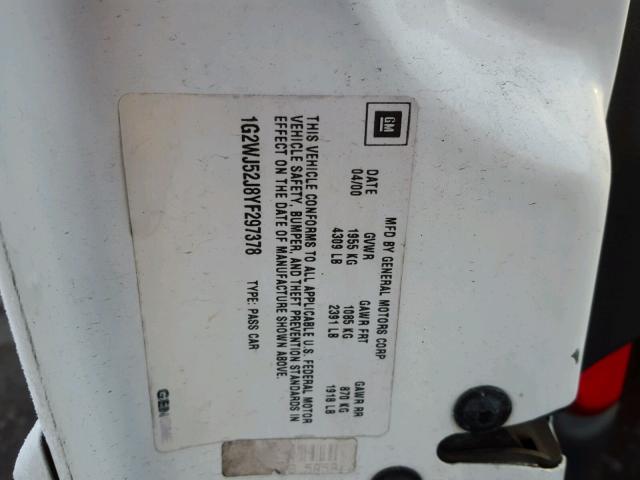 GM
MFD BY GENERAL MOTORS CORP
DATE GVWR GAWR FRT GAWR RR
04/00 1955 KG 1085 KG 870 KG
4309 LB 2391 LB 1918 LB
THIS VEHICLE CONFORMS TO ALL APPLICABLE U.S. FEDERAL MOTOR
VEHICLE SAFETY, BUMPER, AND THEFT PREVENTION STANDARDS IN
EFFECT ON THE DATE OF MANUFACTURE SHOWN ABOVE.
1G2WJ52J8YF297378 TYPE: PASS CAR